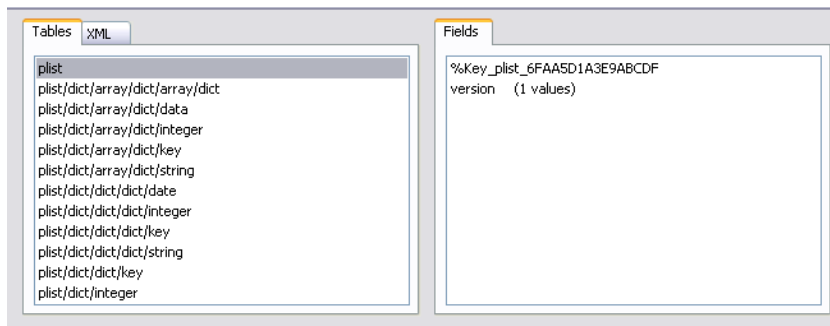 Tables XML
plist
plist/dict/array/dict/array/dict
plist/dict/array/dict/data
plist/dict/array/dict/integer
plist/dict/array/dict/key
plist/dict/array/dict/string
plist/dict/dict/dict/date
plist/dict/dict/dict/integer
plist/dict/dict/dict/key
plist/dict/dict/dict/string
plist/dict/dict/key
plist/dict/integer
Fields
%Key_plist_6FAA5D1A3E9ABCDF
version (1 values)